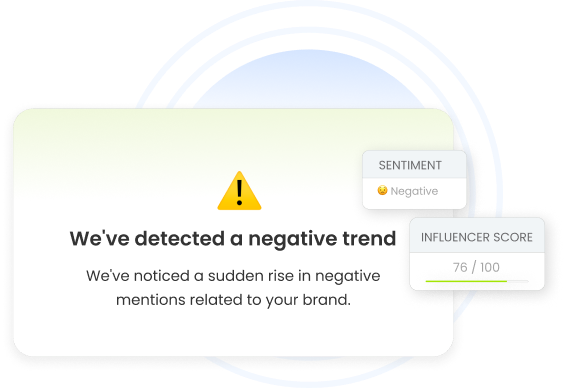 SENTIMENT
Negative
We've detected a negative trend
INFLUENCER SCORE
76 / 100
We've noticed a sudden rise in negative
mentions related to your brand.